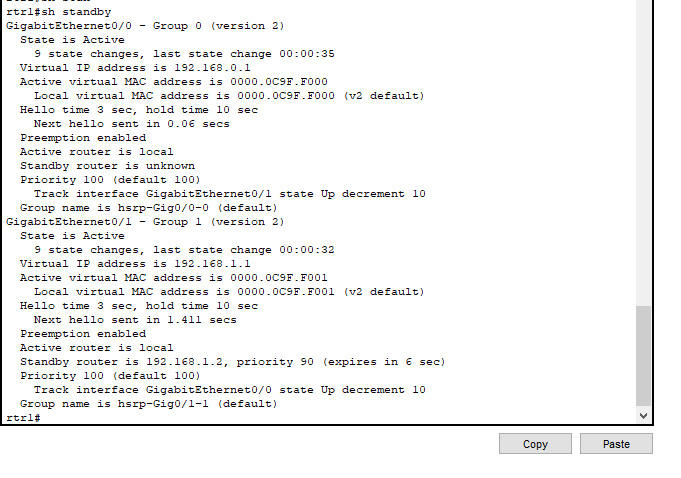 rtr1#sh standby
GigabitEthernet0/0 - Group 0 (version 2)
State is Active
9 state changes, last state change 00:00:35
Virtual IP address is 192.168.0.1
Active virtual MAC address is 0000.0C9F.F000
Local virtual MAC address is 0000.0C9F.F000 (v2 default)
Hello time 3 sec, hold time 10 sec
Next hello sent in 0.06 secs
Preemption enabled
Active router is local
Standby router is unknown
Priority 100 (default 100)
Track interface GigabitEthernet0/1 state Up decrement 10
Group name is hsrp-Gig0/0-0 (default)
GigabitEthernet0/1 - Group 1 (version 2)
State is Active
9 state changes, last state change 00:00:32
Virtual IP address is 192.168.1.1
Active virtual MAC address is 0000.0C9F.F001
Local virtual MAC address is 0000.0C9F.F001 (v2 default)
Hello time 3 sec, hold time 10 sec
Next hello sent in 1.411 secs
Preemption enabled
Active router is local
Standby router is 192.168.1.2, priority 90 (expires in 6 sec)
Priority 100 (default 100)
Track interface GigabitEthernet0/0 state Up decrement 10
Group name is hsrp-Gig0/1-1 (default)
rtr1#
Copy Paste